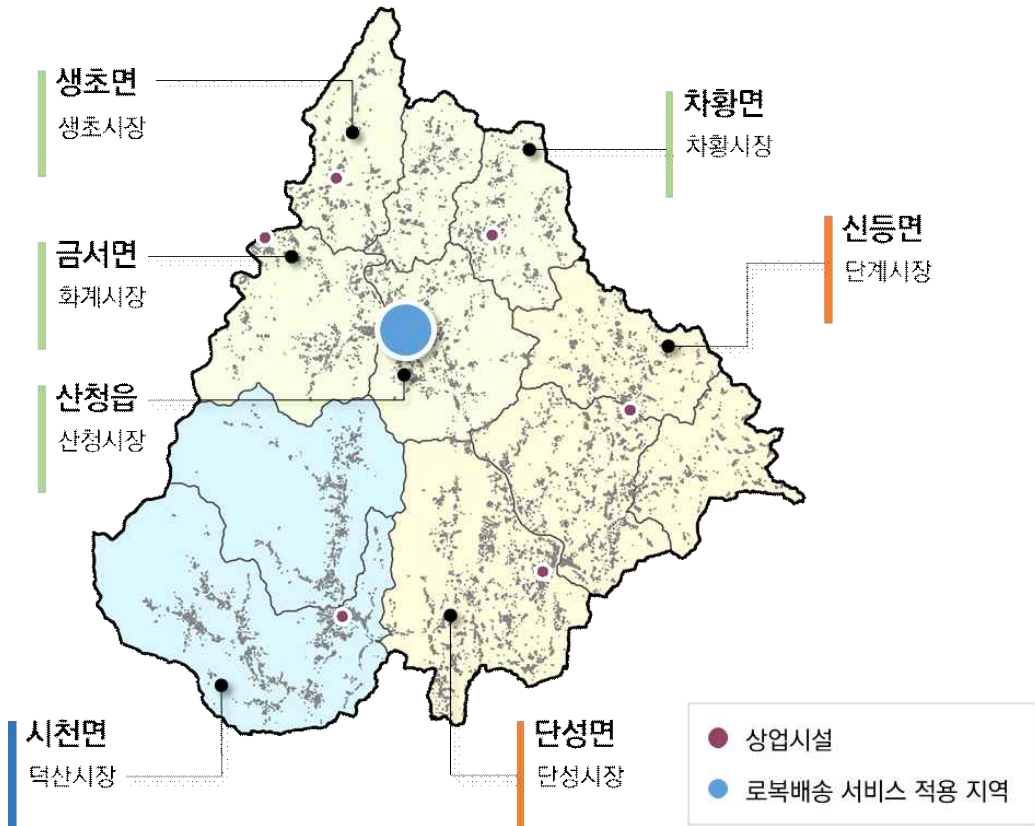 생초면
생초시장
차황면
차황시장
신등면
단계시장
금서면
화계시장
산청읍
산청시장
시천면
덕산시장
단성면
단성시장
상업시설
로복배송 서비스 적용 지역